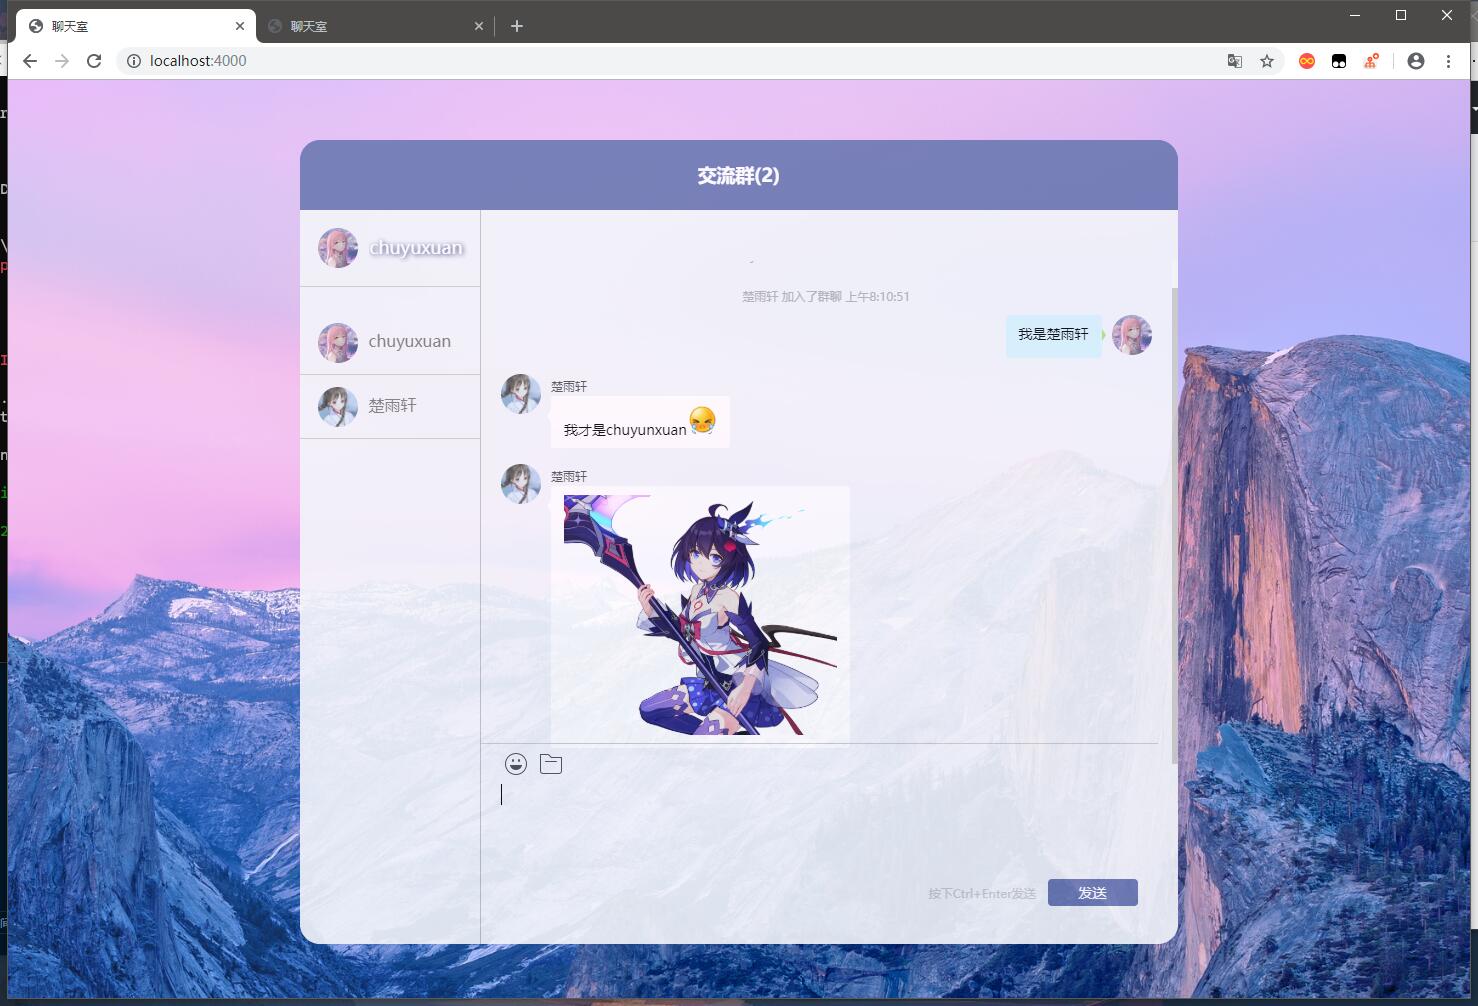 聊天室
聊天室
localhost:4000
交流群(2)
chuyuxuan
chuyuxuan
楚雨轩
楚雨轩 加入了群聊 上午8:10:51
我是楚雨轩
楚雨轩
我才是chuyunxuan
楚雨轩
按下Ctrl+Enter发送
发送